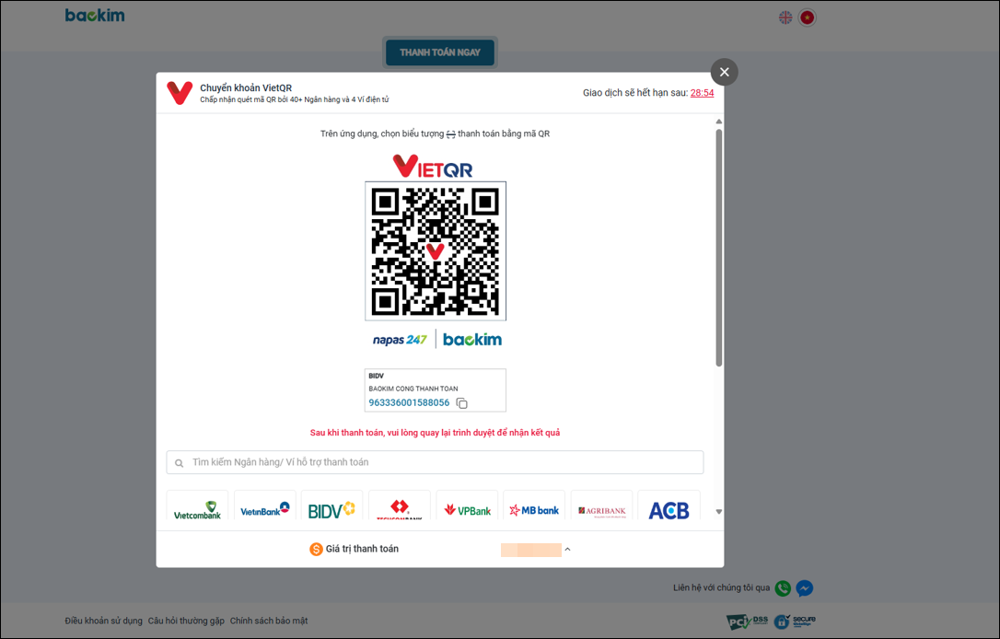 baokim
THANH TOÁN NGAY
Chuyển khoản VietQR
Chấp nhận quét mã QR bởi 40+ Ngân hàng và 4 Ví điện tử
Giao dịch sẽ hết hạn sau: 28:54
Trên ứng dụng, chọn biểu tượng thanh toán bằng mã QR
VIETQR
napas 247
baokim
BIDV
BAOKIM CONG THANH TOAN
963336001588056
Sau khi thanh toán, vui lòng quay lại trình duyệt để nhận kết quả
Tìm kiếm Ngân hàng/ Ví hỗ trợ thanh toán
Vietcombank
VietinBank
BIDV
TECHCOMBANK
VPBank
MB bank
AGRIBANK
ACB
Giá trị thanh toán
Liên hệ với chúng tôi qua
Điều khoản sử dụng Câu hỏi thường gặp Chính sách bảo mật
PCI DSS
SECURE